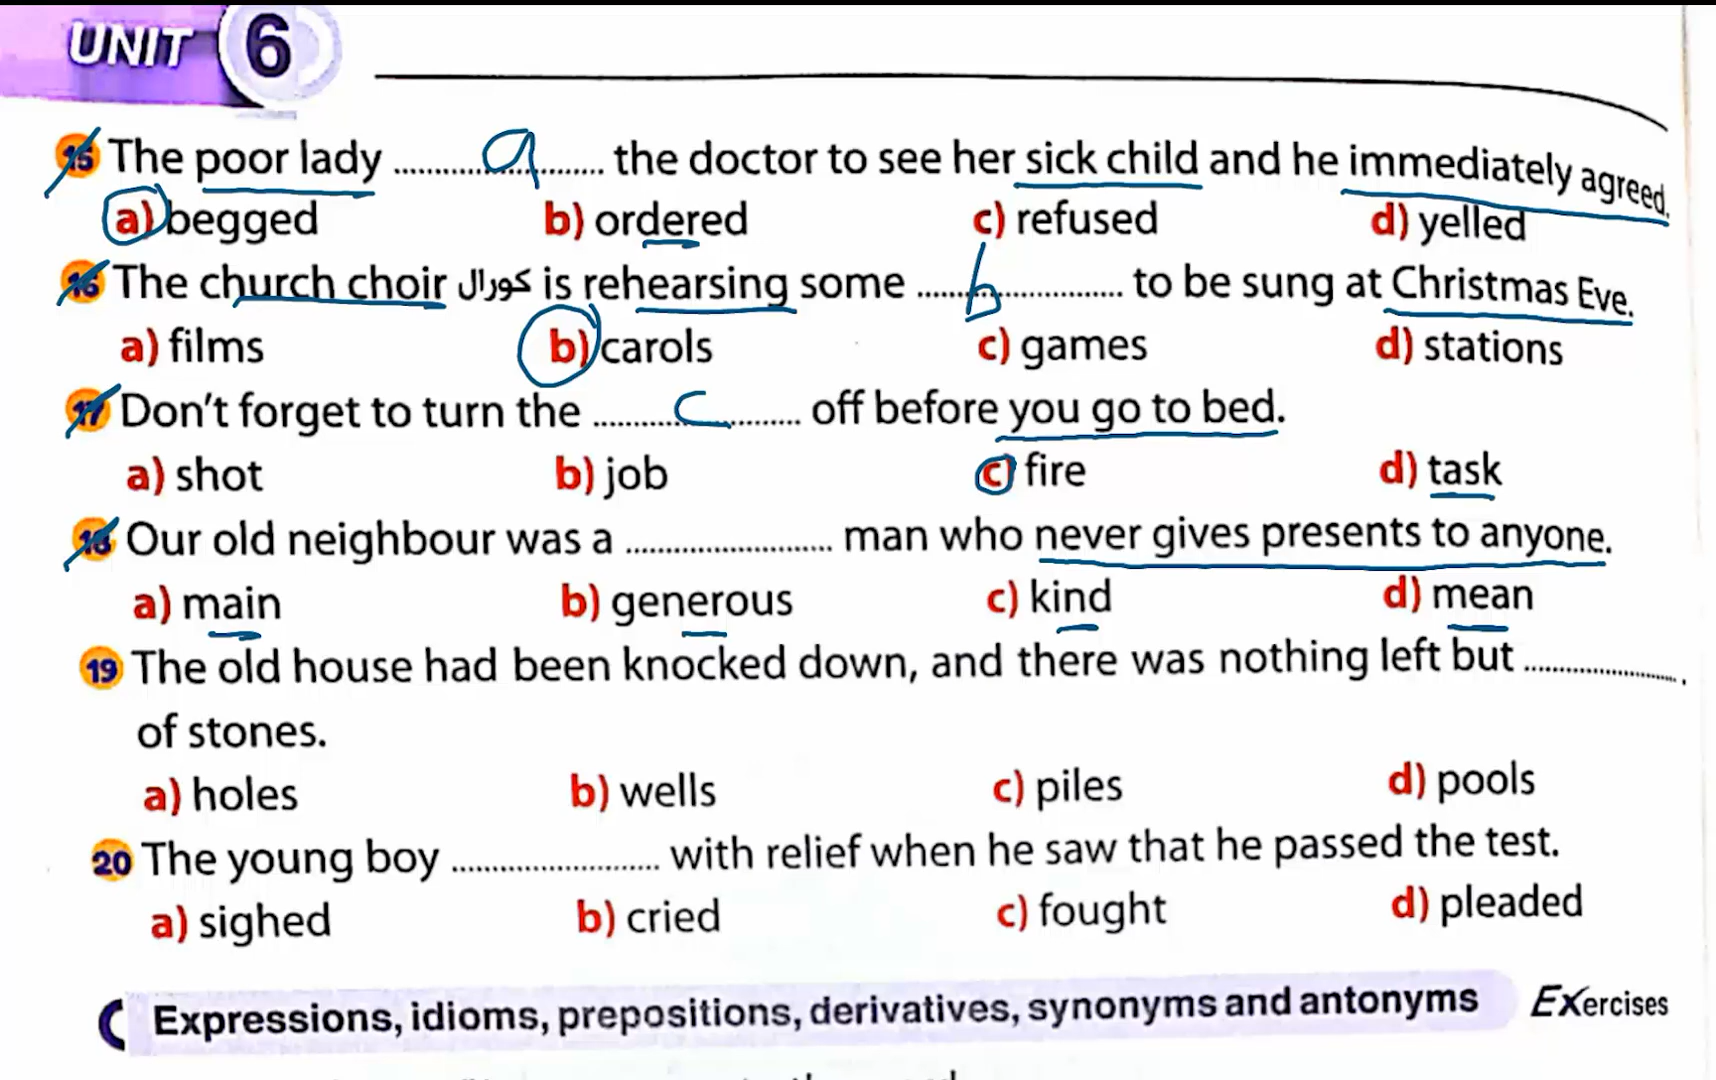 UNIT 6
15 The poor lady ........a........ the doctor to see her sick child and he immediately agreed.
a) begged b) ordered c) refused d) yelled
16 The church choir كورال is rehearsing some ........b........ to be sung at Christmas Eve.
a) films b) carols c) games d) stations
17 Don't forget to turn the ........c........ off before you go to bed.
a) shot b) job c) fire d) task
18 Our old neighbour was a ................ man who never gives presents to anyone.
a) main b) generous c) kind d) mean
19 The old house had been knocked down, and there was nothing left but ................ .
of stones.
a) holes b) wells c) piles d) pools
20 The young boy ................ with relief when he saw that he passed the test.
a) sighed b) cried c) fought d) pleaded
Expressions, idioms, prepositions, derivatives, synonyms and antonyms Exercises